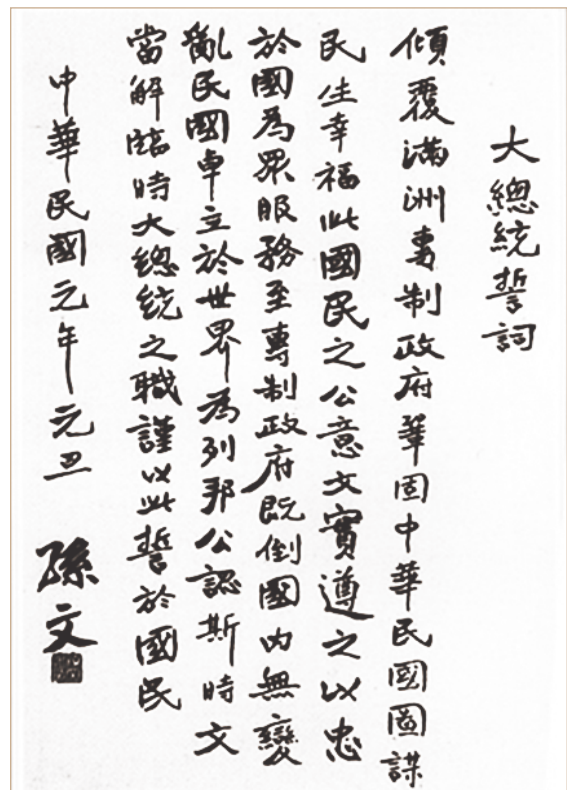 大總統誓詞
傾覆滿洲專制政府鞏固中華民國圖謀
民生幸福此國民之公意文實遵之以忠
於國為眾服務至專制政府既倒國內無變
亂民國卓立於世界為列邦公認斯時文
當解臨時大總統之職謹以此誓於國民
中華民國元年元旦
孫文